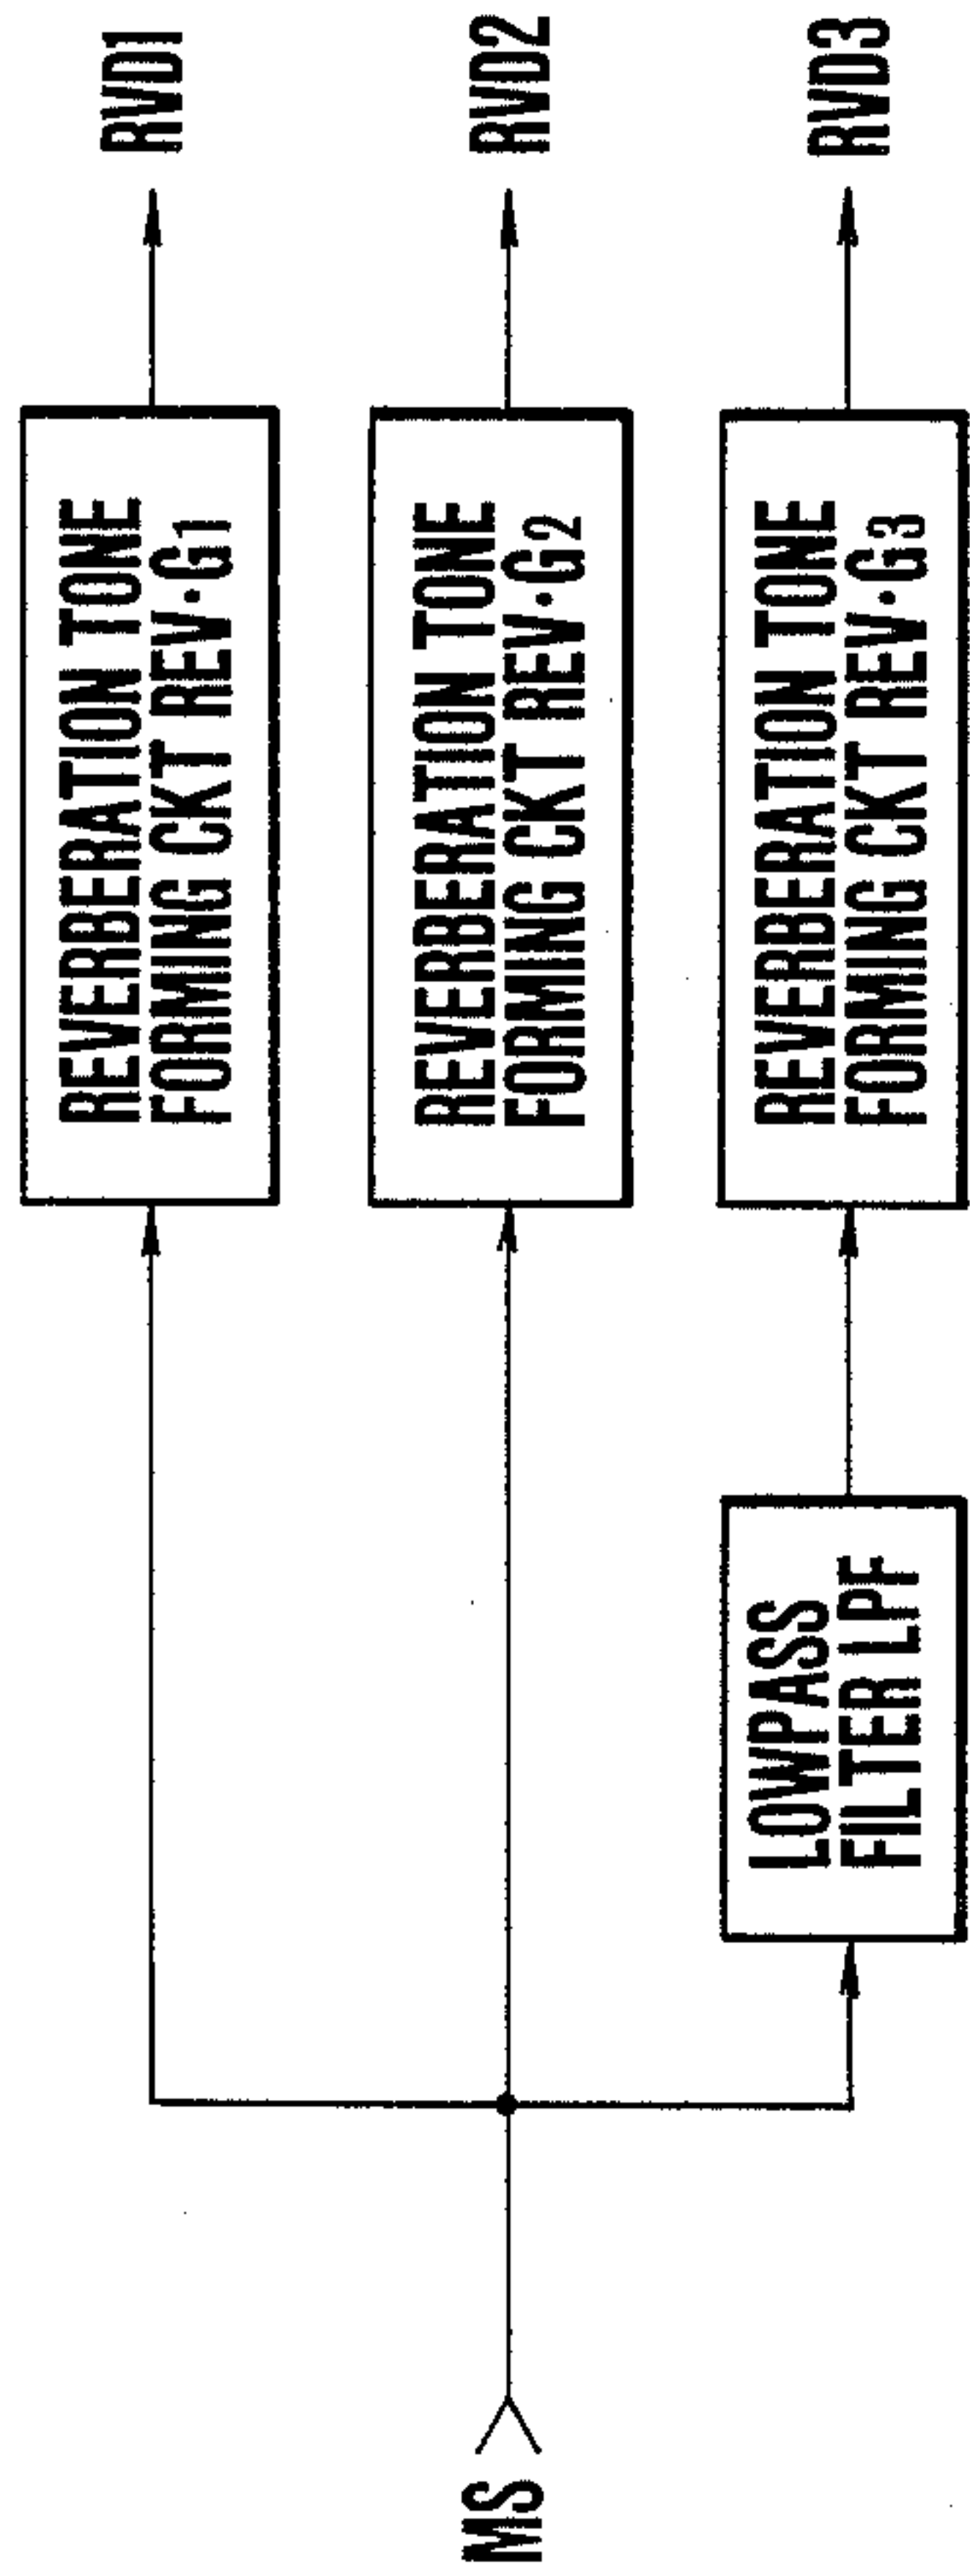 MS
REVERBERATION TONE
FORMING CKT REV·G1
RVD1
REVERBERATION TONE
FORMING CKT REV·G2
RVD2
LOWPASS
FILTER LPF
REVERBERATION TONE
FORMING CKT REV·G3
RVD3